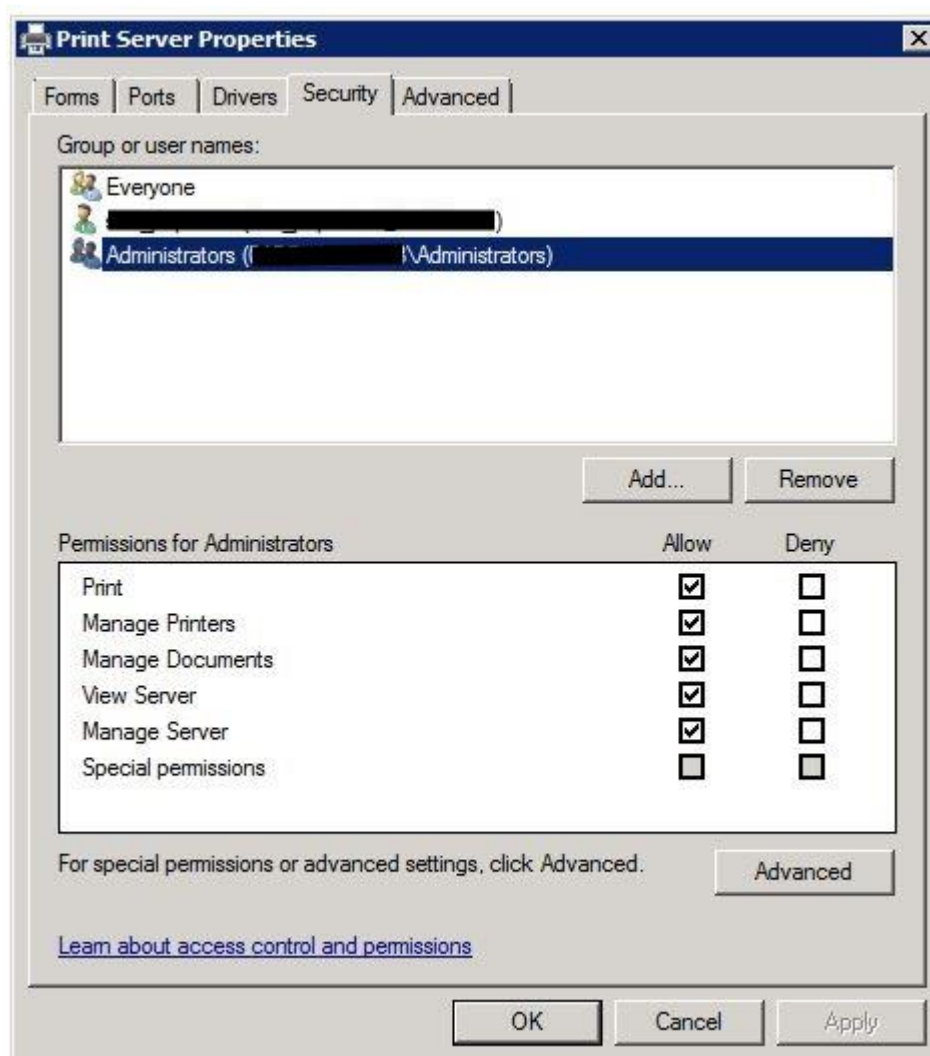 Print Server Properties
Forms Ports Drivers Security Advanced
Group or user names:
Everyone
Administrators ( \Administrators)
Add... Remove
Permissions for Administrators Allow Deny
Print
Manage Printers
Manage Documents
View Server
Manage Server
Special permissions
For special permissions or advanced settings, click Advanced. Advanced
Learn about access control and permissions
OK Cancel Apply